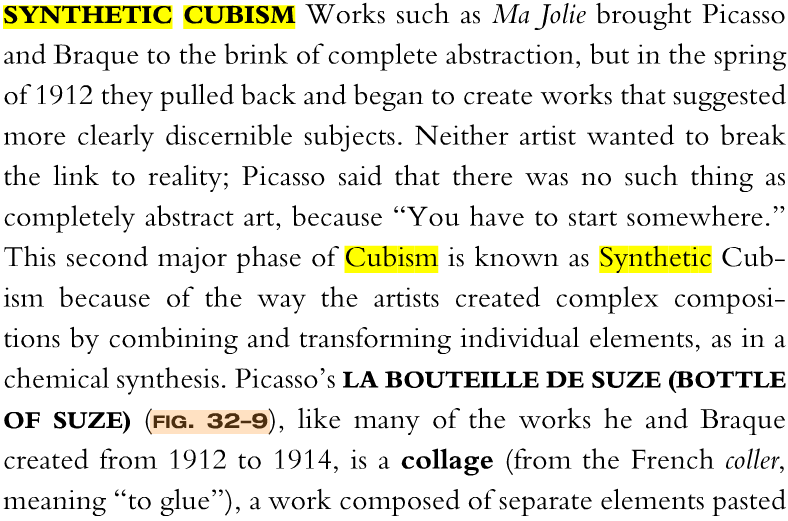 SYNTHETIC CUBISM Works such as Ma Jolie brought Picasso
and Braque to the brink of complete abstraction, but in the spring
of 1912 they pulled back and began to create works that suggested
more clearly discernible subjects. Neither artist wanted to break
the link to reality; Picasso said that there was no such thing as
completely abstract art, because “You have to start somewhere.”
This second major phase of Cubism is known as Synthetic Cub-
ism because of the way the artists created complex composi-
tions by combining and transforming individual elements, as in a
chemical synthesis. Picasso’s LA BOUTEILLE DE SUZE (BOTTLE
OF SUZE) (FIG. 32–9), like many of the works he and Braque
created from 1912 to 1914, is a collage (from the French coller,
meaning “to glue”), a work composed of separate elements pasted